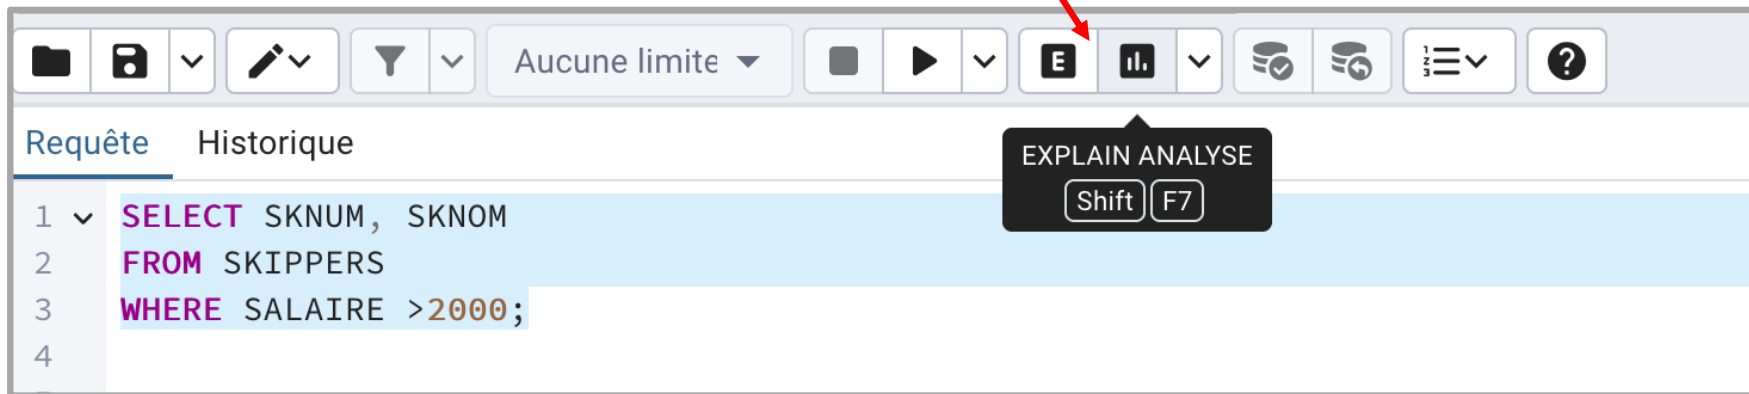 Aucune limite
E
Requête Historique
EXPLAIN ANALYSE
Shift F7
1 SELECT SKNUM, SKNOM
2 FROM SKIPPERS
3 WHERE SALAIRE >2000;
4